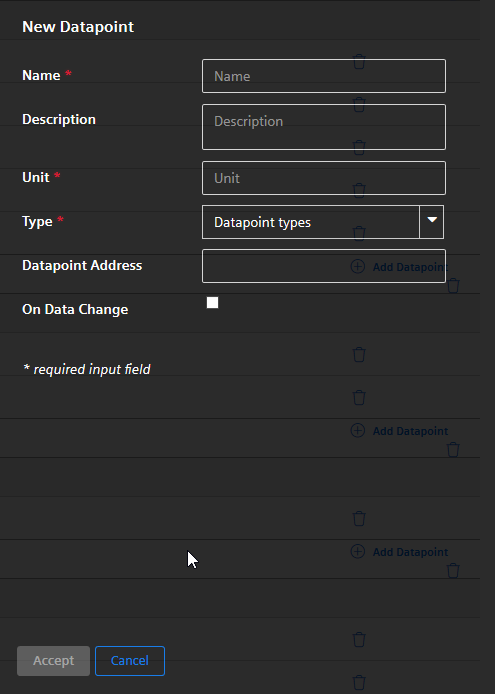 New Datapoint
Name *
Name
Description
Description
Unit *
Unit
Type *
Datapoint types
Datapoint Address
Add Datapoint
On Data Change
* required input field
Add Datapoint
Add Datapoint
Accept
Cancel